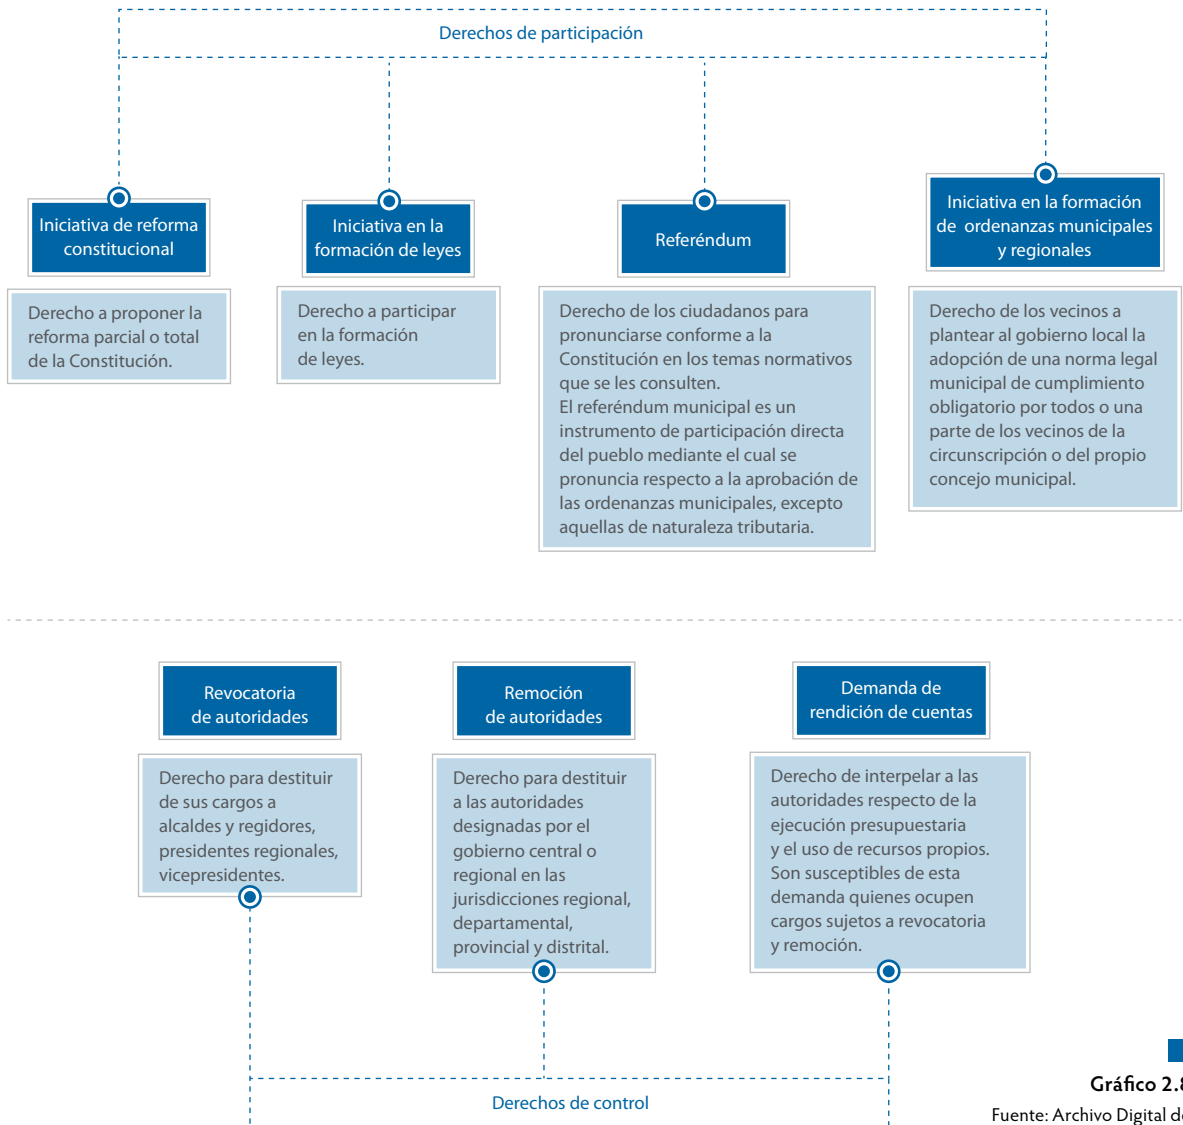 Derechos de participación
Iniciativa de reforma
constitucional
Derecho a proponer la
reforma parcial o total
de la Constitución.
Iniciativa en la
formación de leyes
Derecho a participar
en la formación
de leyes.
Referéndum
Derecho de los ciudadanos para
pronunciarse conforme a la
Constitución en los temas normativos
que se les consulten.
El referéndum municipal es un
instrumento de participación directa
del pueblo mediante el cual se
pronuncia respecto a la aprobación de
las ordenanzas municipales, excepto
aquellas de naturaleza tributaria.
Iniciativa en la formación
de ordenanzas municipales
y regionales
Derecho de los vecinos a
plantear al gobierno local la
adopción de una norma legal
municipal de cumplimiento
obligatorio por todos o una
parte de los vecinos de la
circunscripción o del propio
concejo municipal.
Revocatoria
de autoridades
Derecho para destituir
de sus cargos a
alcaldes y regidores,
presidentes regionales,
vicepresidentes.
Remoción
de autoridades
Derecho para destituir
a las autoridades
designadas por el
gobierno central o
regional en las
jurisdicciones regional,
departamental,
provincial y distrital.
Demanda de
rendición de cuentas
Derecho de interpelar a las
autoridades respecto de la
ejecución presupuestaria
y el uso de recursos propios.
Son susceptibles de esta
demanda quienes ocupen
cargos sujetos a revocatoria
y remoción.
Derechos de control
Gráfico 2.8
Fuente: Archivo Digital de